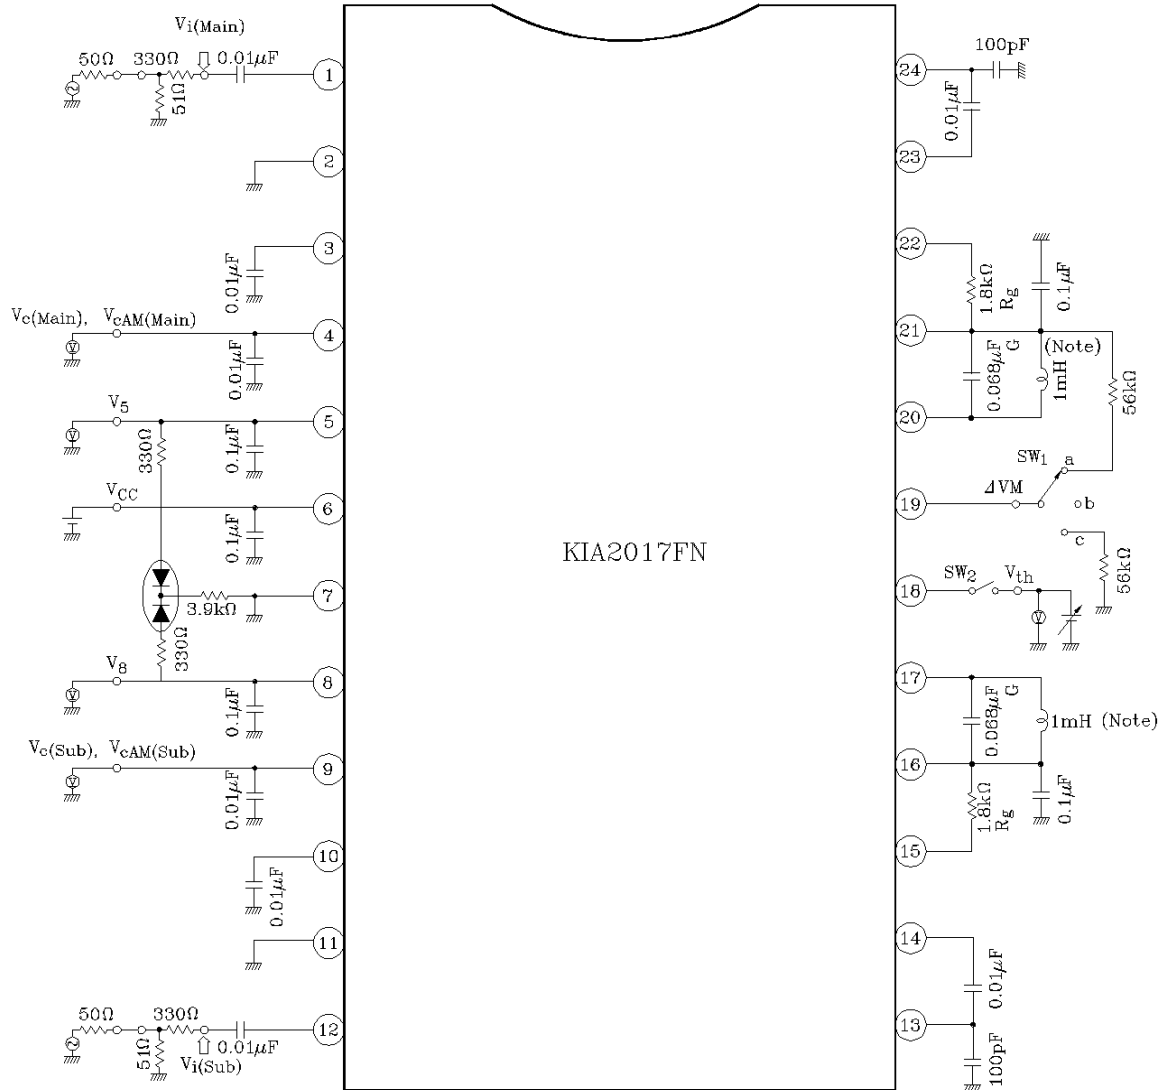 Vi(Main)
50Ω 330Ω 0.01μF
51Ω
1
2
3
0.01μF
Vc(Main), VcAM(Main)
4
0.01μF
V5
5
330Ω
0.1μF
VCC
6
0.1μF
3.9kΩ
7
330Ω
V8
8
0.1μF
Vc(Sub), VcAM(Sub)
9
0.01μF
10
0.01μF
11
50Ω 330Ω
12
51Ω
0.01μF
Vi(Sub)
V
V
V
V
KIA2017FN
100pF
24
0.01μF
23
22
1.8kΩ
Rg
0.1μF
21
0.068μF
G
(Note)
1mH
56kΩ
20
SW1
a
19
ΔVM
b
c
56kΩ
18
SW2
Vth
V
17
0.068μF
G
1mH (Note)
16
1.8kΩ
Rg
0.1μF
15
14
0.01μF
13
100pF